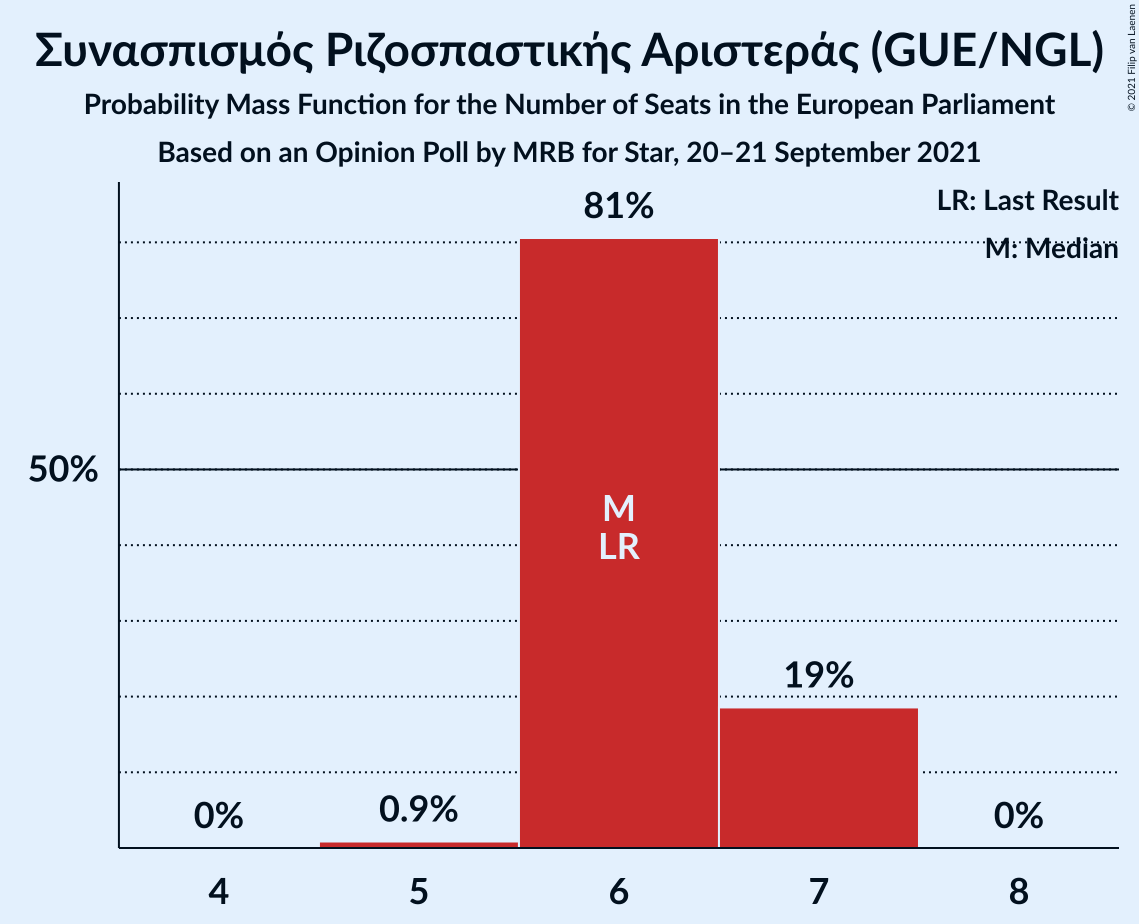 Συνασπισμός Ριζοσπαστικής Αριστεράς (GUE/NGL)
Probability Mass Function for the Number of Seats in the European Parliament
Based on an Opinion Poll by MRB for Star, 20–21 September 2021
© 2021 Filip van Laenen
LR: Last Result
M: Median
81%
50%
M
LR
19%
0%
0.9%
0%
4
5
6
7
8